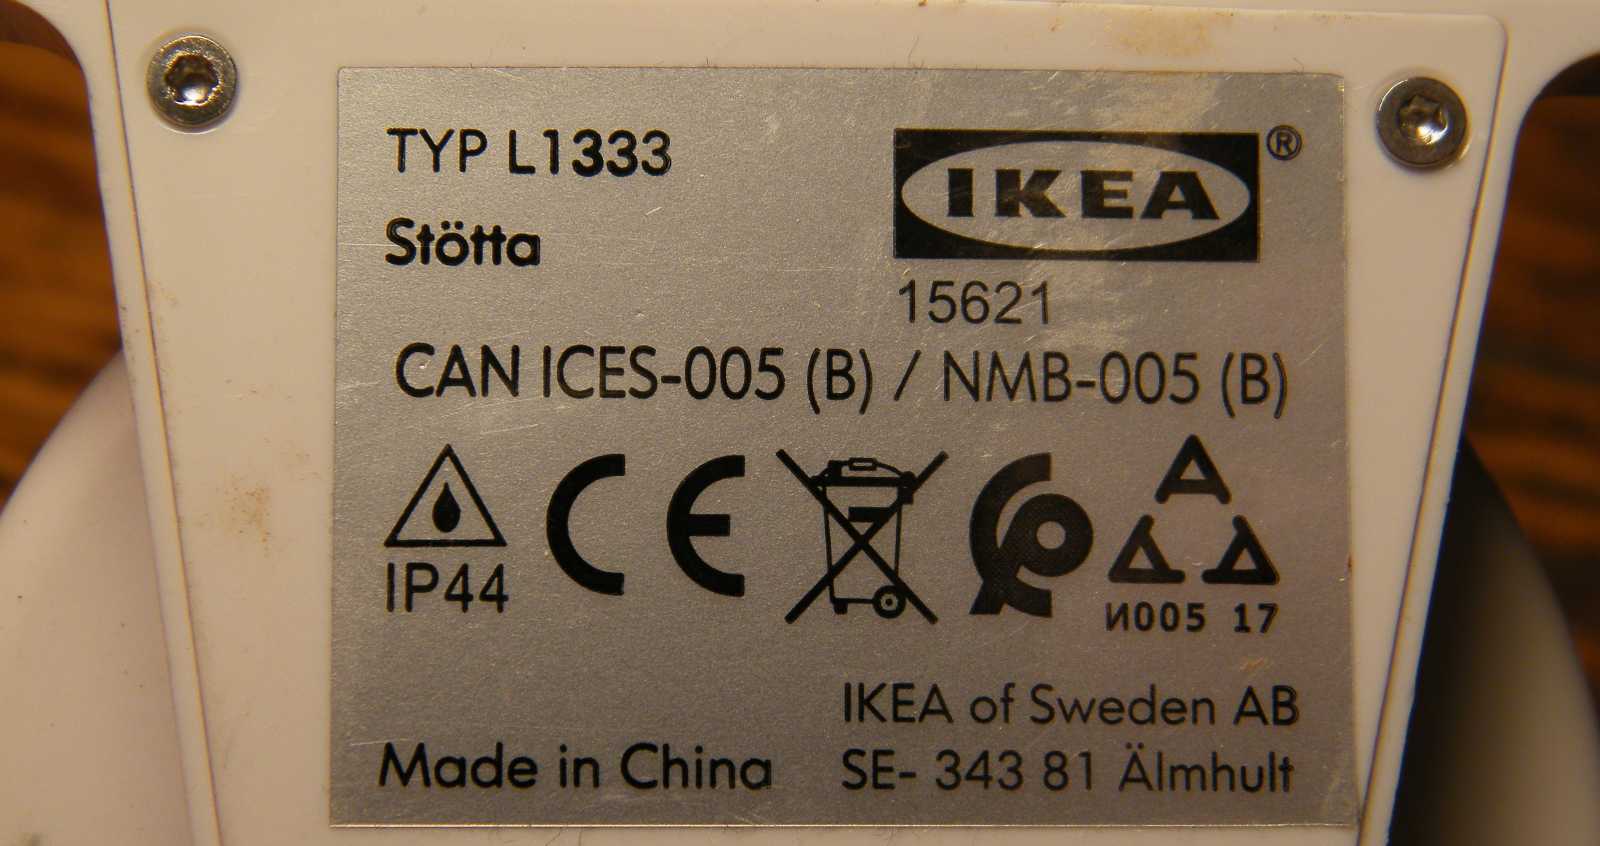 TYP L1333
Stötta
IKEA®
15621
CAN ICES-005 (B) / NMB-005 (B)
IP44
CE
И005 17
Made in China
IKEA of Sweden AB
SE- 343 81 Älmhult